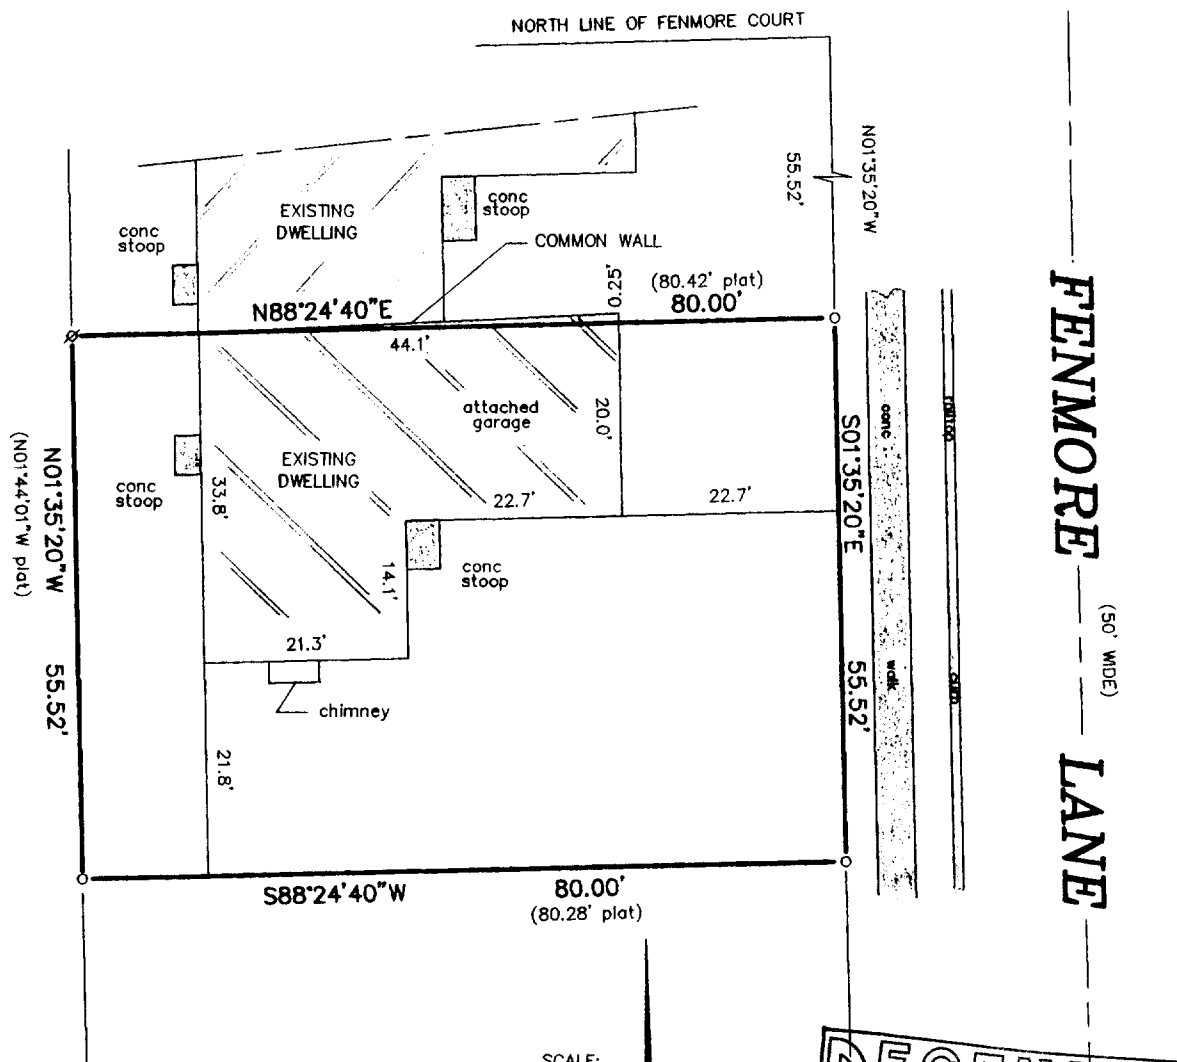 NORTH LINE OF FENMORE COURT
N01°35'20"W
55.52'
EXISTING
DWELLING
conc
stoop
conc
stoop
COMMON WALL
0.25'
(80.42' plat)
80.00'
N88°24'40"E
44.1'
attached
garage
20.0'
EXISTING
DWELLING
33.8'
conc
stoop
22.7'
22.7'
14.1'
conc
stoop
21.3'
chimney
21.8'
N01°35'20"W 55.52'
(N01°44'01"W plat)
S01°35'20"E 55.52'
conc walk
curb
FENMORE LANE
(50' WIDE)
S88°24'40"W 80.00'
(80.28' plat)
SCALE: